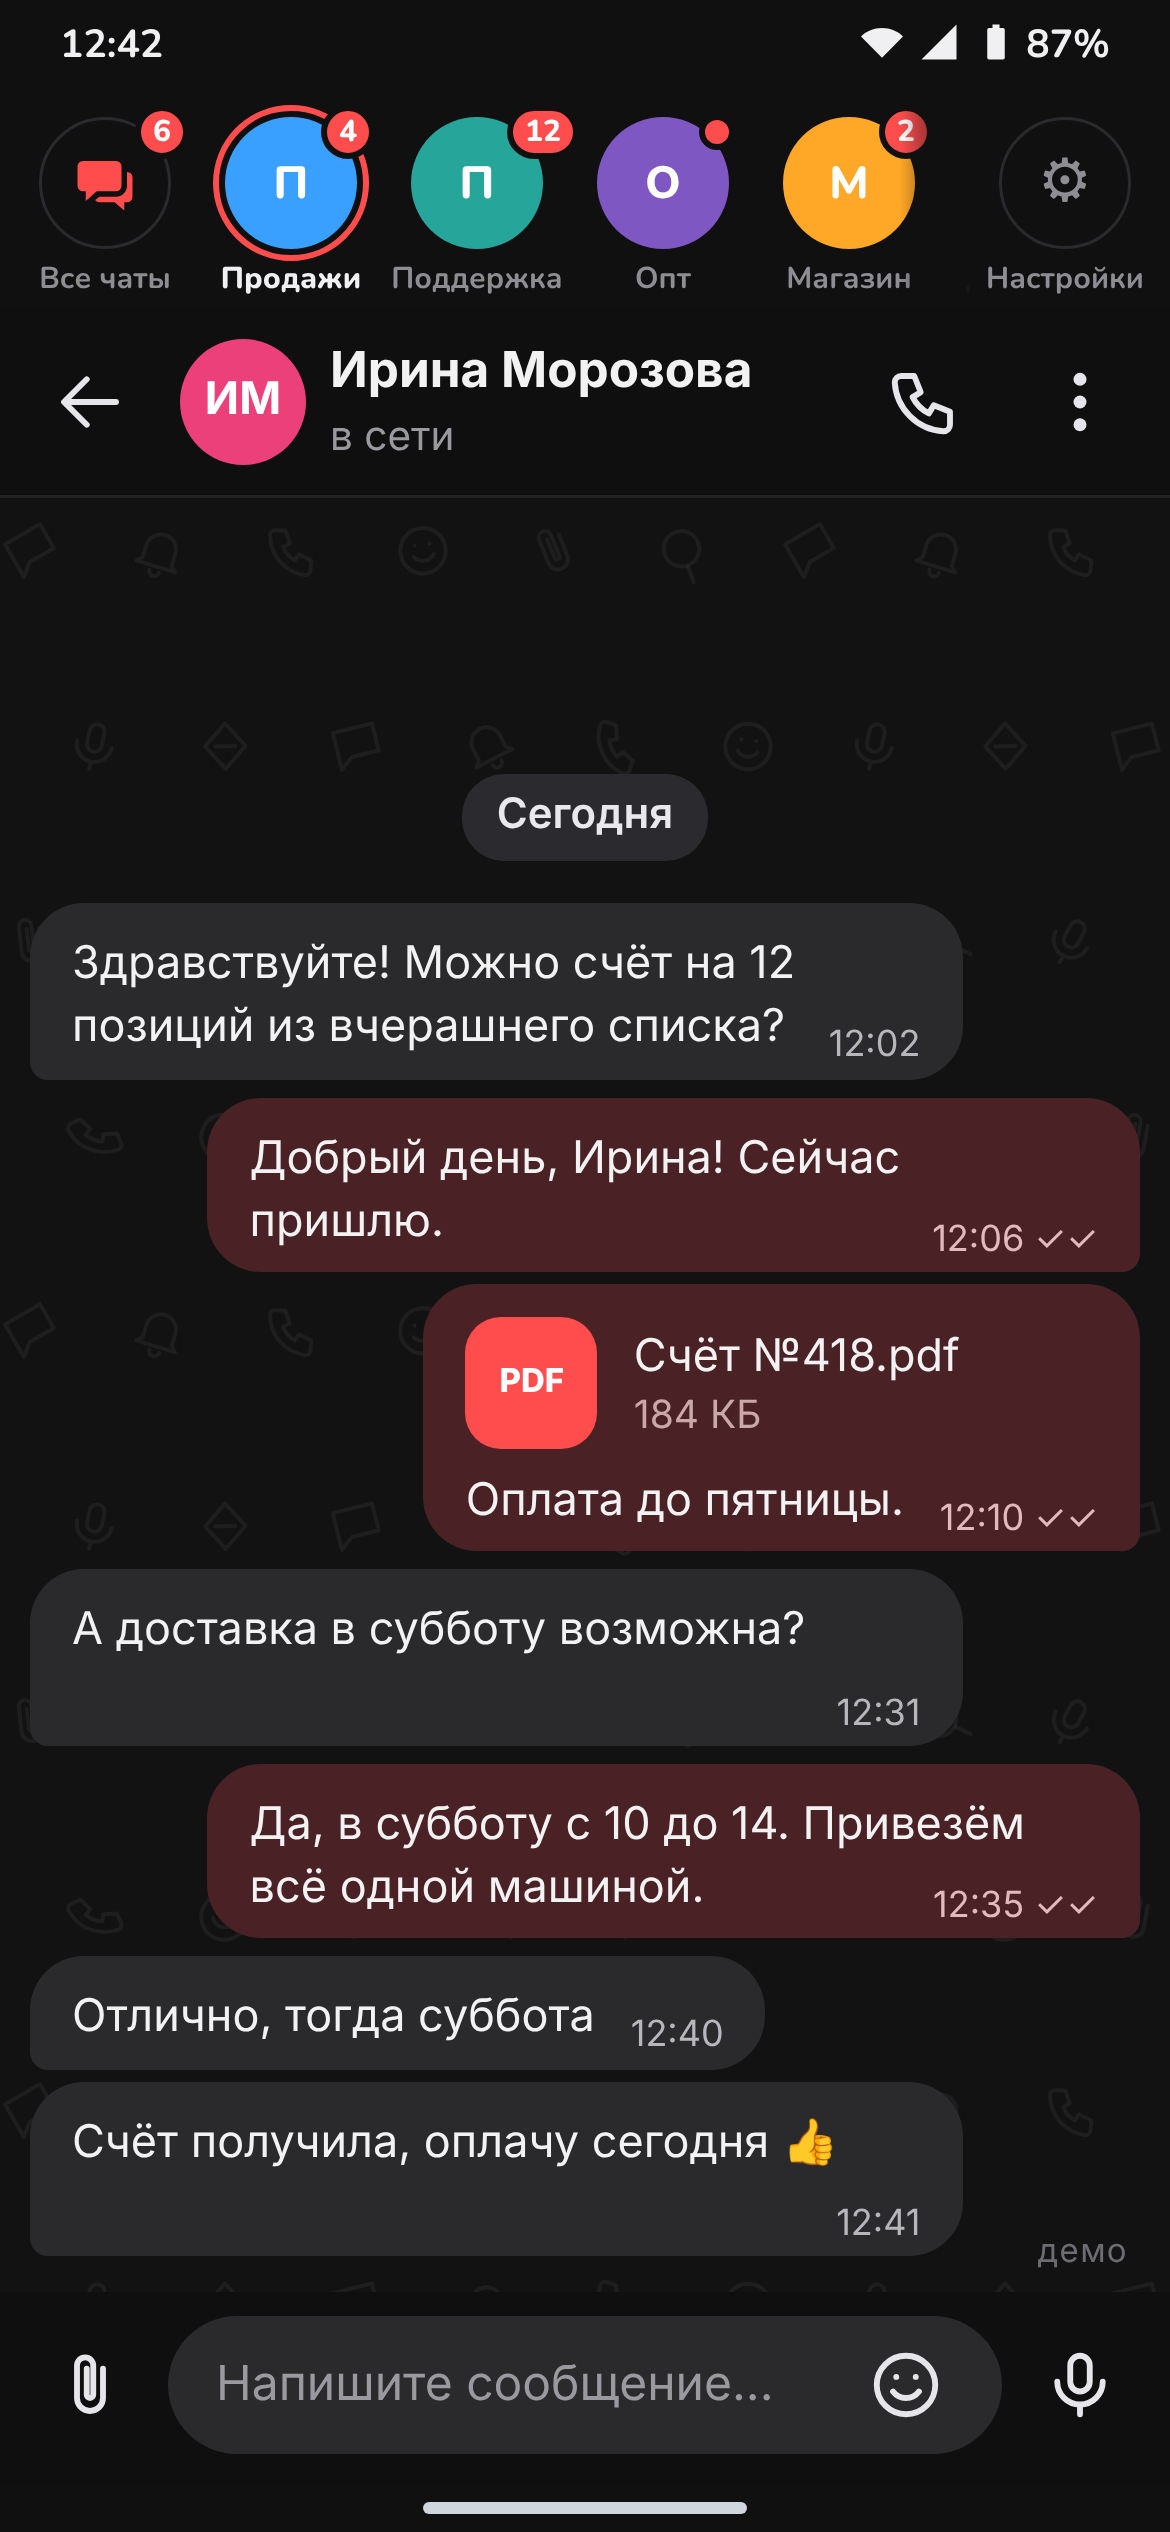 12:42
87%
6
4
12
2
П
П
О
М
Все чаты
Продажи
Поддержка
Опт
Магазин
Настройки
ИМ
Ирина Морозова
в сети
Сегодня
Здравствуйте! Можно счёт на 12
позиций из вчерашнего списка?
12:02
Добрый день, Ирина! Сейчас
пришлю.
12:06
PDF
Счёт №418.pdf
184 КБ
Оплата до пятницы.
12:10
А доставка в субботу возможна?
12:31
Да, в субботу с 10 до 14. Привезём
всё одной машиной.
12:35
Отлично, тогда суббота
12:40
Счёт получила, оплачу сегодня 👍
12:41
демо
Напишите сообщение...